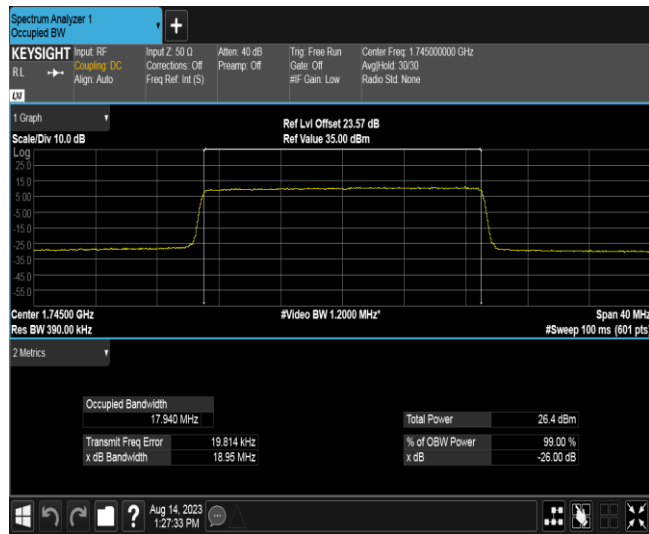 Spectrum Analyzer 1
Occupied BW
+
KEYSIGHT Input: RF Input Z: 50 Ω Atten: 40 dB Trig: Free Run Center Freq: 1.745000000 GHz
RL Coupling: DC Corrections: Off Preamp: Off Gate: Off Avg|Hold: 30/30
Align: Auto Freq Ref: Int (S) #IF Gain: Low Radio Std: None
LXI
1 Graph
Ref Lvl Offset 23.57 dB
Scale/Div 10.0 dB Ref Value 35.00 dBm
Log
25.0
15.0
5.00
-5.00
-15.0
-25.0
-35.0
-45.0
-55.0
Center 1.74500 GHz #Video BW 1.2000 MHz* Span 40 MHz
Res BW 390.00 kHz #Sweep 100 ms (601 pts)
2 Metrics
Occupied Bandwidth
17.940 MHz Total Power 26.4 dBm
Transmit Freq Error 19.814 kHz % of OBW Power 99.00 %
x dB Bandwidth 18.95 MHz x dB -26.00 dB
? Aug 14, 2023
1:27:33 PM